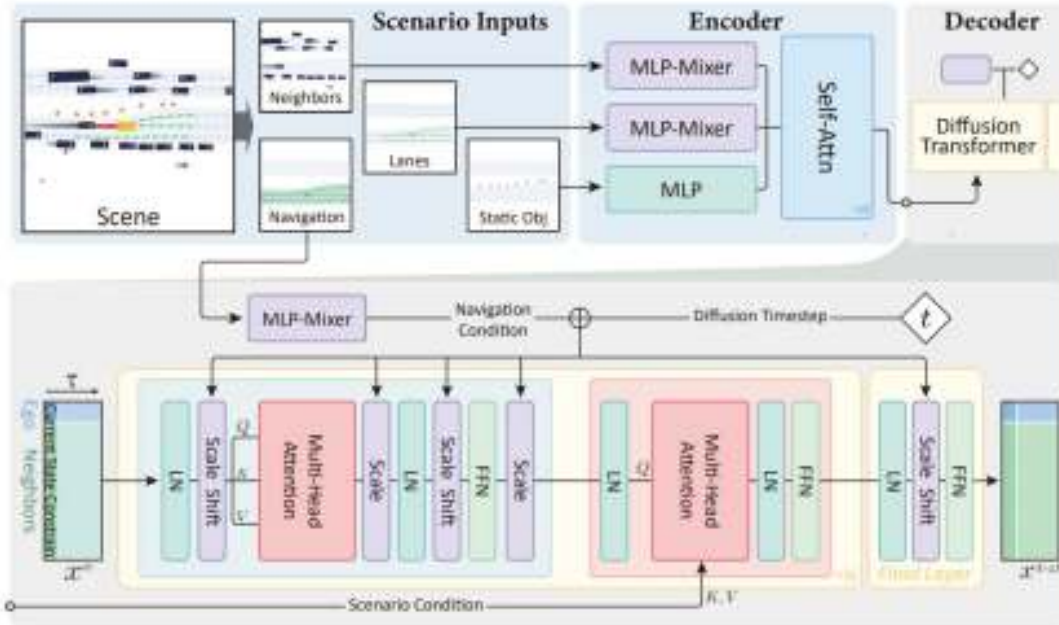 Scenario Inputs
Encoder
Decoder
Neighbors
Lanes
Navigation
Static Obj
Scene
MLP-Mixer
MLP-Mixer
MLP
Self-Attn
Diffusion
Transformer
MLP-Mixer
Navigation
Condition
Diffusion Timestep
t
τ
Ego
Neighbors
Current State Constrain
LN
Scale Shift
Q
K
V
Multi-Head
Attention
Scale
LN
Scale Shift
FFN
Scale
LN
Q
Multi-Head
Attention
LN
FFN
LN
Scale Shift
FFN
Final Layer
Scenario Condition
K, V